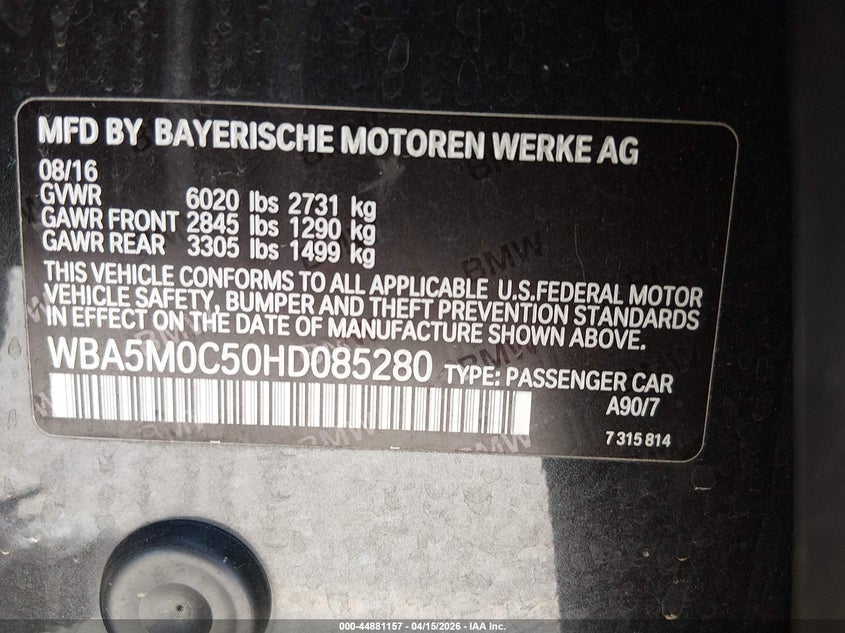 MFD BY BAYERISCHE MOTOREN WERKE AG
08/16
GVWR 6020 lbs 2731 kg
GAWR FRONT 2845 lbs 1290 kg
GAWR REAR 3305 lbs 1499 kg
THIS VEHICLE CONFORMS TO ALL APPLICABLE U.S.FEDERAL MOTOR
VEHICLE SAFETY, BUMPER AND THEFT PREVENTION STANDARDS
IN EFFECT ON THE DATE OF MANUFACTURE SHOWN ABOVE.
WBA5M0C50HD085280 TYPE: PASSENGER CAR
A90/7
7 315 814
BMW
BMW
BMW
000-44881157 - 04/15/2026 - IAA Inc.